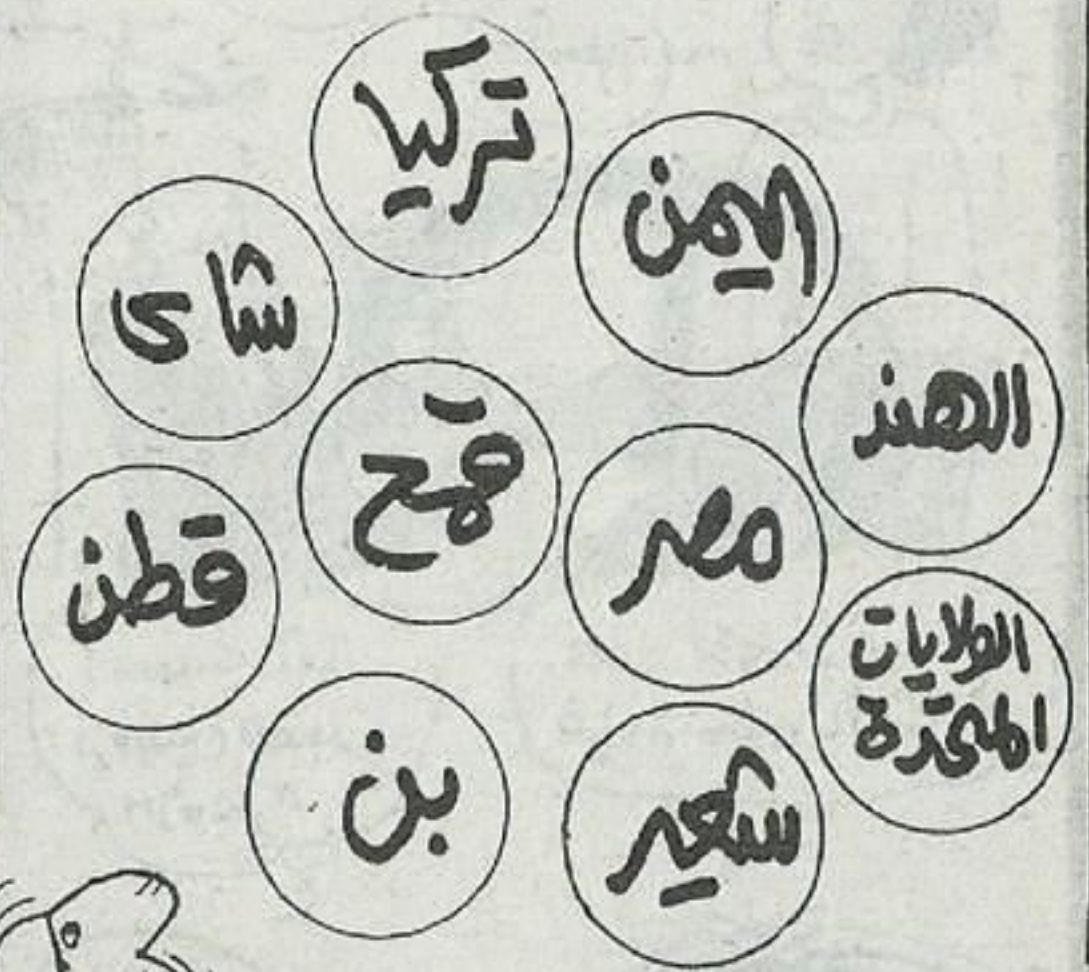 تركيا
اليمن
شاى
الهند
قمح
مصر
قطن
الولايات
المتحدة
بن
شعير